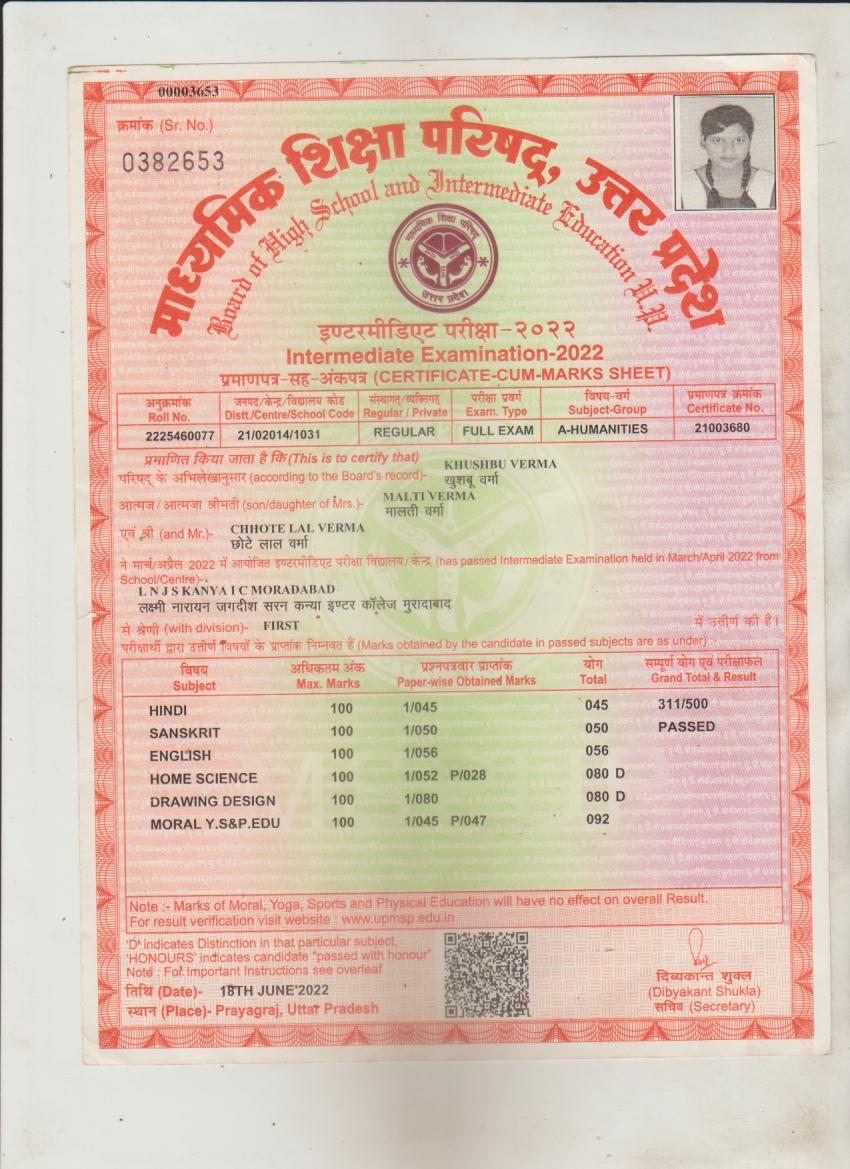 00003653
क्रमांक (Sr. No.)
0382653
माध्यमिक शिक्षा परिषद्, उत्तर प्रदेश
Board of High School and Intermediate Education U.P.
माध्यमिक शिक्षा परिषद्
उत्तर प्रदेश
इण्टरमीडिएट परीक्षा-२०२२
Intermediate Examination-2022
प्रमाणपत्र-सह-अंकपत्र (CERTIFICATE-CUM-MARKS SHEET)
अनुक्रमांक जनपद/केन्द्र/विद्यालय कोड संस्थागत/व्यक्तिगत् परीक्षा प्रवर्ग विषय-वर्ग प्रमाणपत्र क्रमांक
Roll No. Distt./Centre/School Code Regular / Private Exam. Type Subject-Group Certificate No.
2225460077 21/02014/1031 REGULAR FULL EXAM A-HUMANITIES 21003680
प्रमाणित किया जाता है कि (This is to certify that)
परिषद् के अभिलेखानुसार (according to the Board's record)- KHUSHBU VERMA
खुशबू वर्मा
आत्मज/आत्मजा श्रीमती (son/daughter of Mrs.)- MALTI VERMA
मालती वर्मा
एवं श्री (and Mr.)- CHHOTE LAL VERMA
छोटे लाल वर्मा
ने मार्च/अप्रैल 2022 में आयोजित इण्टरमीडिएट परीक्षा विद्यालय/केन्द्र (has passed Intermediate Examination held in March/April 2022 from
School/Centre)-
L N J S KANYA I C MORADABAD
लक्ष्मी नारायन जगदीश सरन कन्या इण्टर कॉलेज मुरादाबाद
से श्रेणी (with division)- FIRST में उत्तीर्ण की है।
परीक्षार्थी द्वारा उत्तीर्ण विषयों के प्राप्तांक निम्नवत हैं (Marks obtained by the candidate in passed subjects are as under) :-
विषय अधिकतम अंक प्रश्नपत्रवार प्राप्तांक योग सम्पूर्ण योग एवं परीक्षाफल
Subject Max. Marks Paper-wise Obtained Marks Total Grand Total & Result
HINDI 100 1/045 045 311/500
SANSKRIT 100 1/050 050 PASSED
ENGLISH 100 1/056 056
HOME SCIENCE 100 1/052 P/028 080 D
DRAWING DESIGN 100 1/080 080 D
MORAL Y.S&P.EDU 100 1/045 P/047 092
Note :- Marks of Moral, Yoga, Sports and Physical Education will have no effect on overall Result.
For result verification visit website : www.upmsp.edu.in
'D' indicates Distinction in that particular subject,
'HONOURS' indicates candidate "passed with honour"
Note : For Important Instructions see overleaf
तिथि (Date)- 18TH JUNE'2022
स्थान (Place)- Prayagraj, Uttar Pradesh
दिब्यकान्त शुक्ल
(Dibyakant Shukla)
सचिव (Secretary)